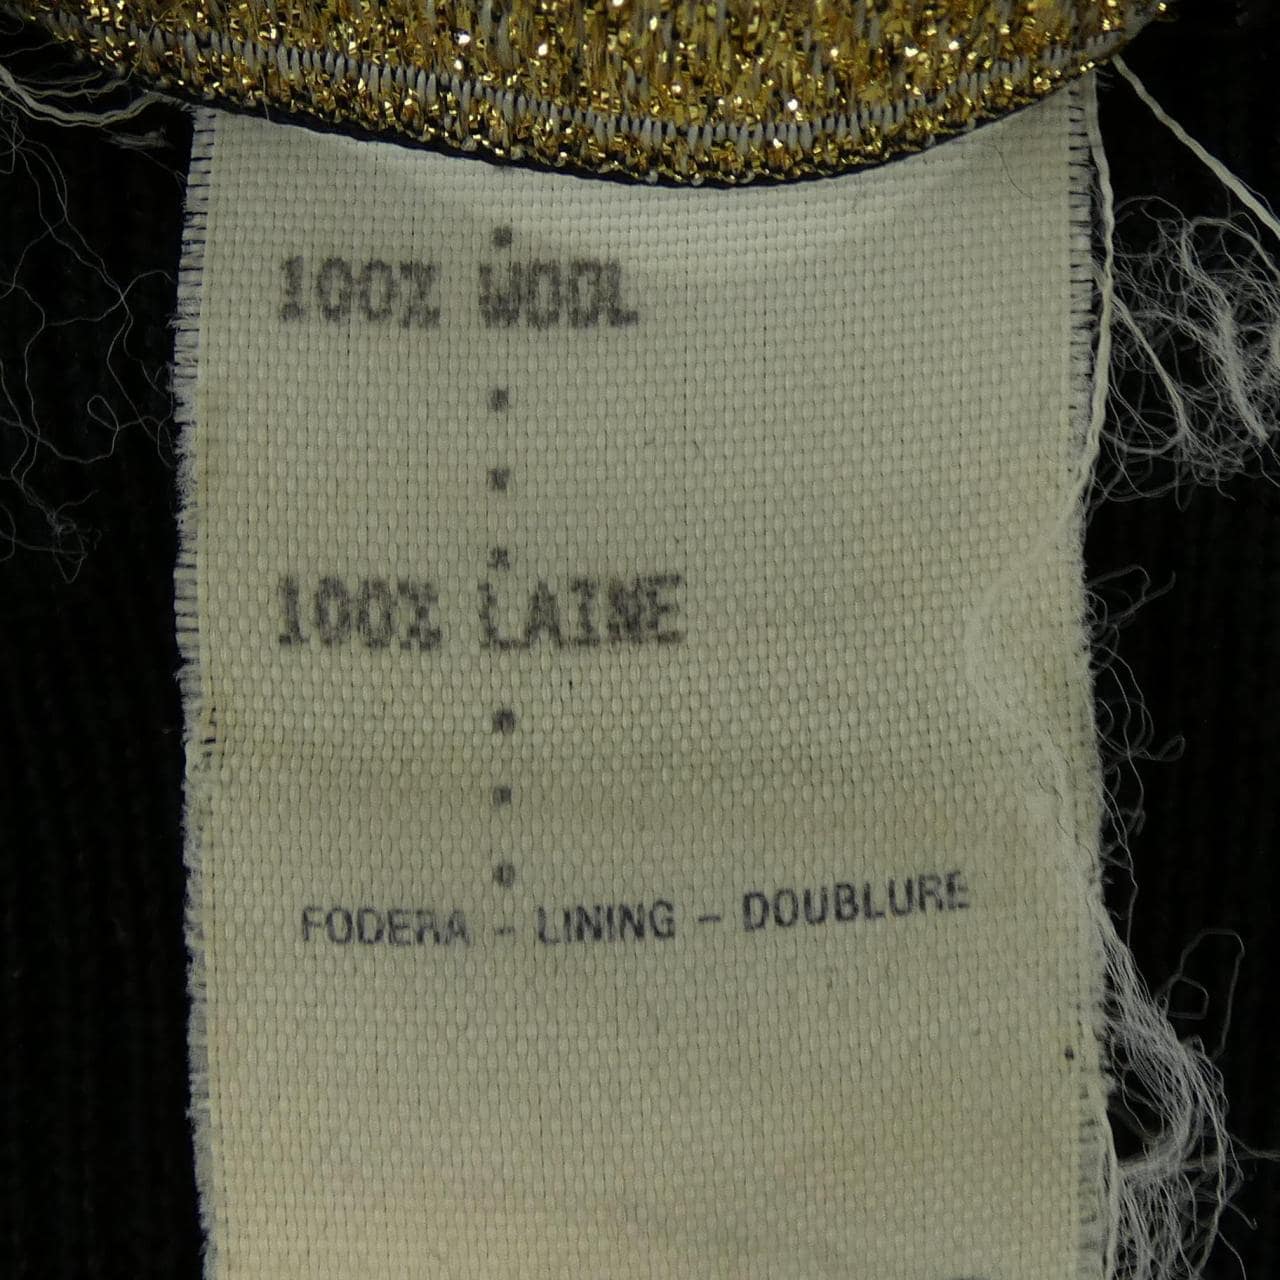 100% WOOL
100% LAINE
FODERA - LINING - DOUBLURE